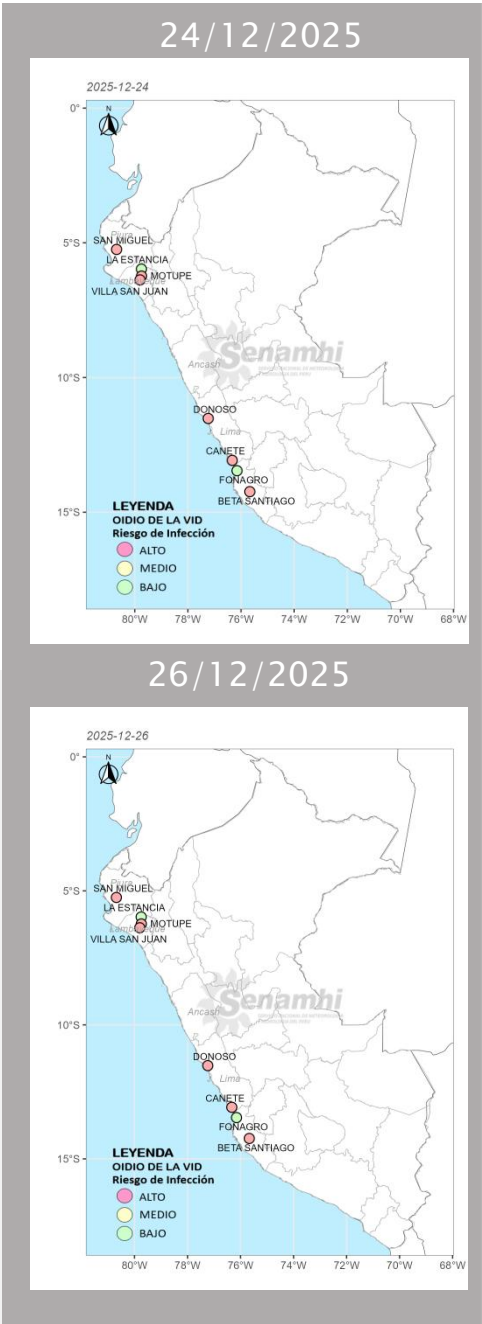 24/12/2025
2025-12-24
N
0°
Piura
SAN MIGUEL
5°S
LA ESTANCIA
MOTUPE
Lambayeque
VILLA SAN JUAN
Senamhi
Ancash
10°S
DONOSO
Lima
CANETE
FONAGRO
BETA SANTIAGO
LEYENDA
OIDIO DE LA VID
15°S
Riesgo de Infección
ALTO
MEDIO
BAJO
80°W 78°W 76°W 74°W 72°W 70°W 68°W
26/12/2025
2025-12-26
N
0°
Piura
SAN MIGUEL
5°S
LA ESTANCIA
MOTUPE
Lambayeque
VILLA SAN JUAN
Senamhi
Ancash
10°S
DONOSO
Lima
CANETE
FONAGRO
BETA SANTIAGO
LEYENDA
15°S
OIDIO DE LA VID
Riesgo de Infección
ALTO
MEDIO
BAJO
80°W 78°W 76°W 74°W 72°W 70°W 68°W